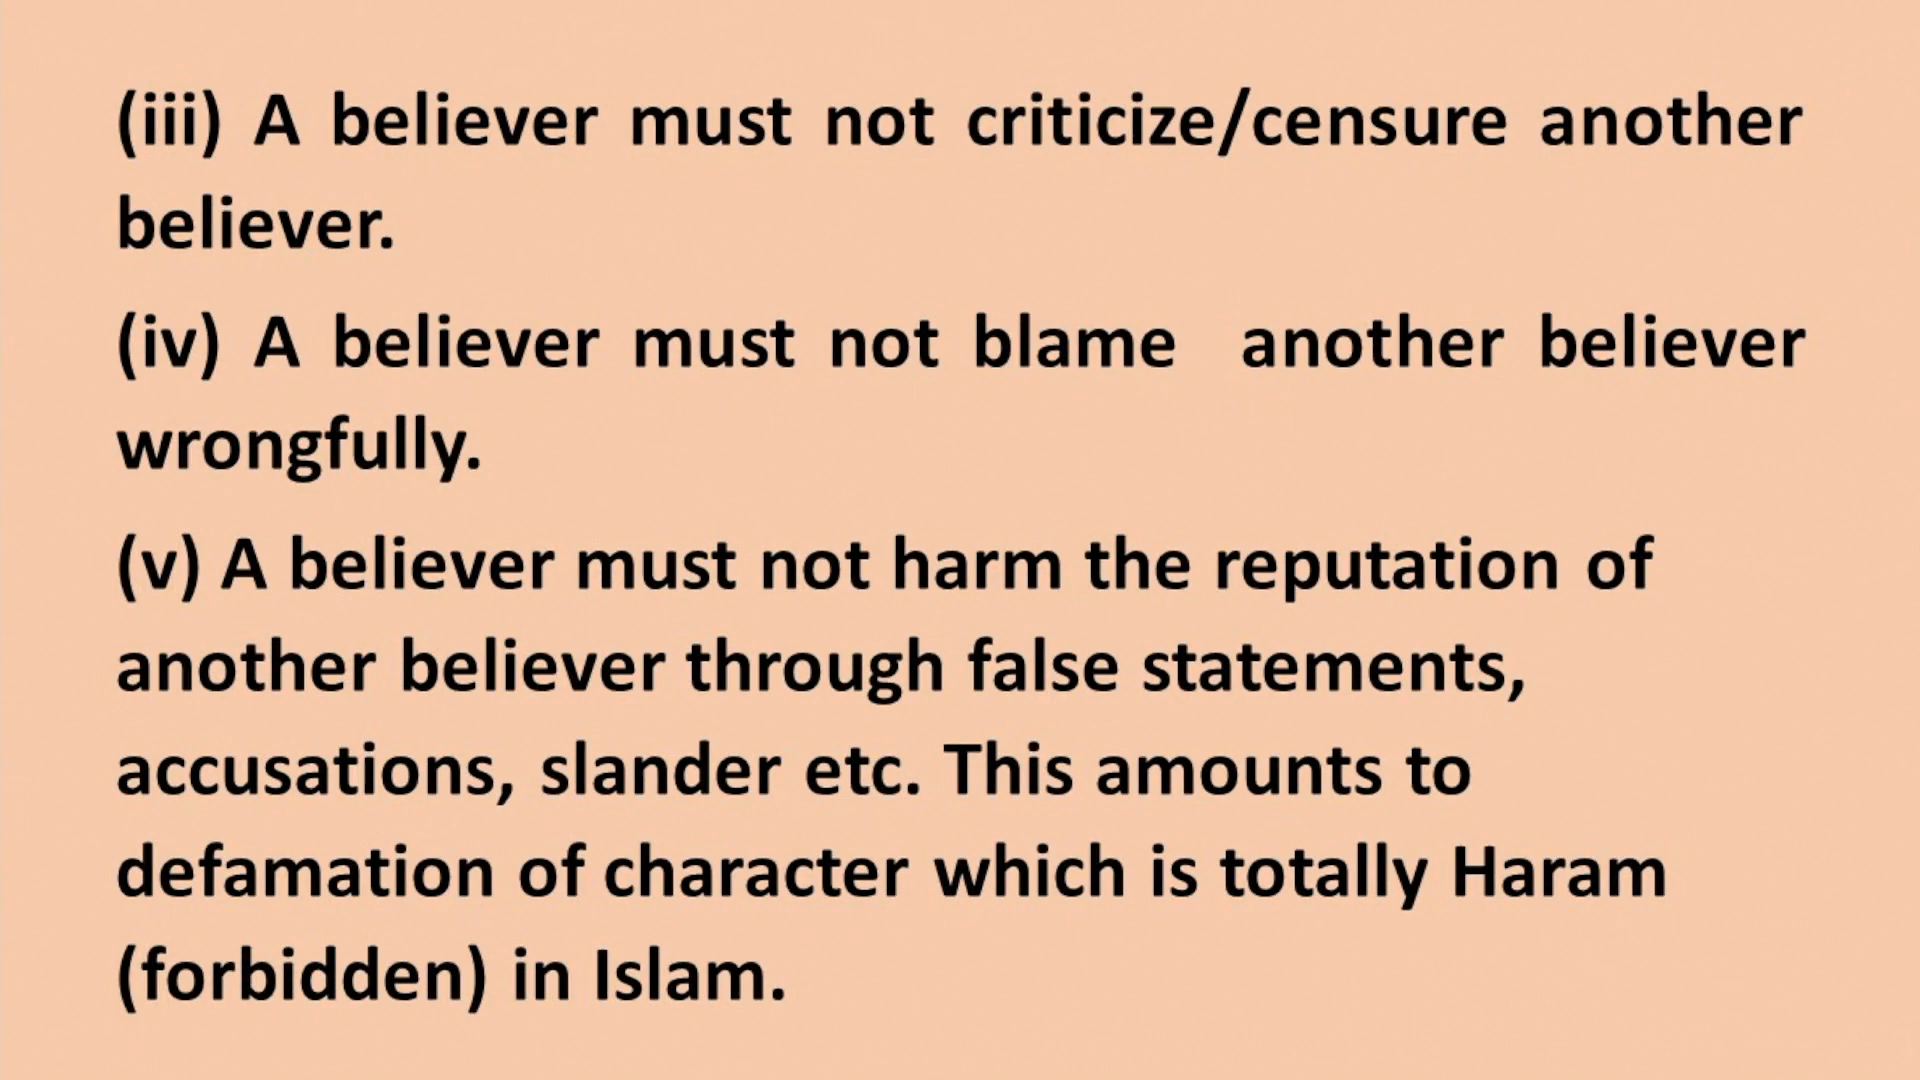 (iii) A believer must not criticize/censure another
believer.
(iv) A believer must not blame another believer
wrongfully.
(v) A believer must not harm the reputation of
another believer through false statements,
accusations, slander etc. This amounts to
defamation of character which is totally Haram
(forbidden) in Islam.